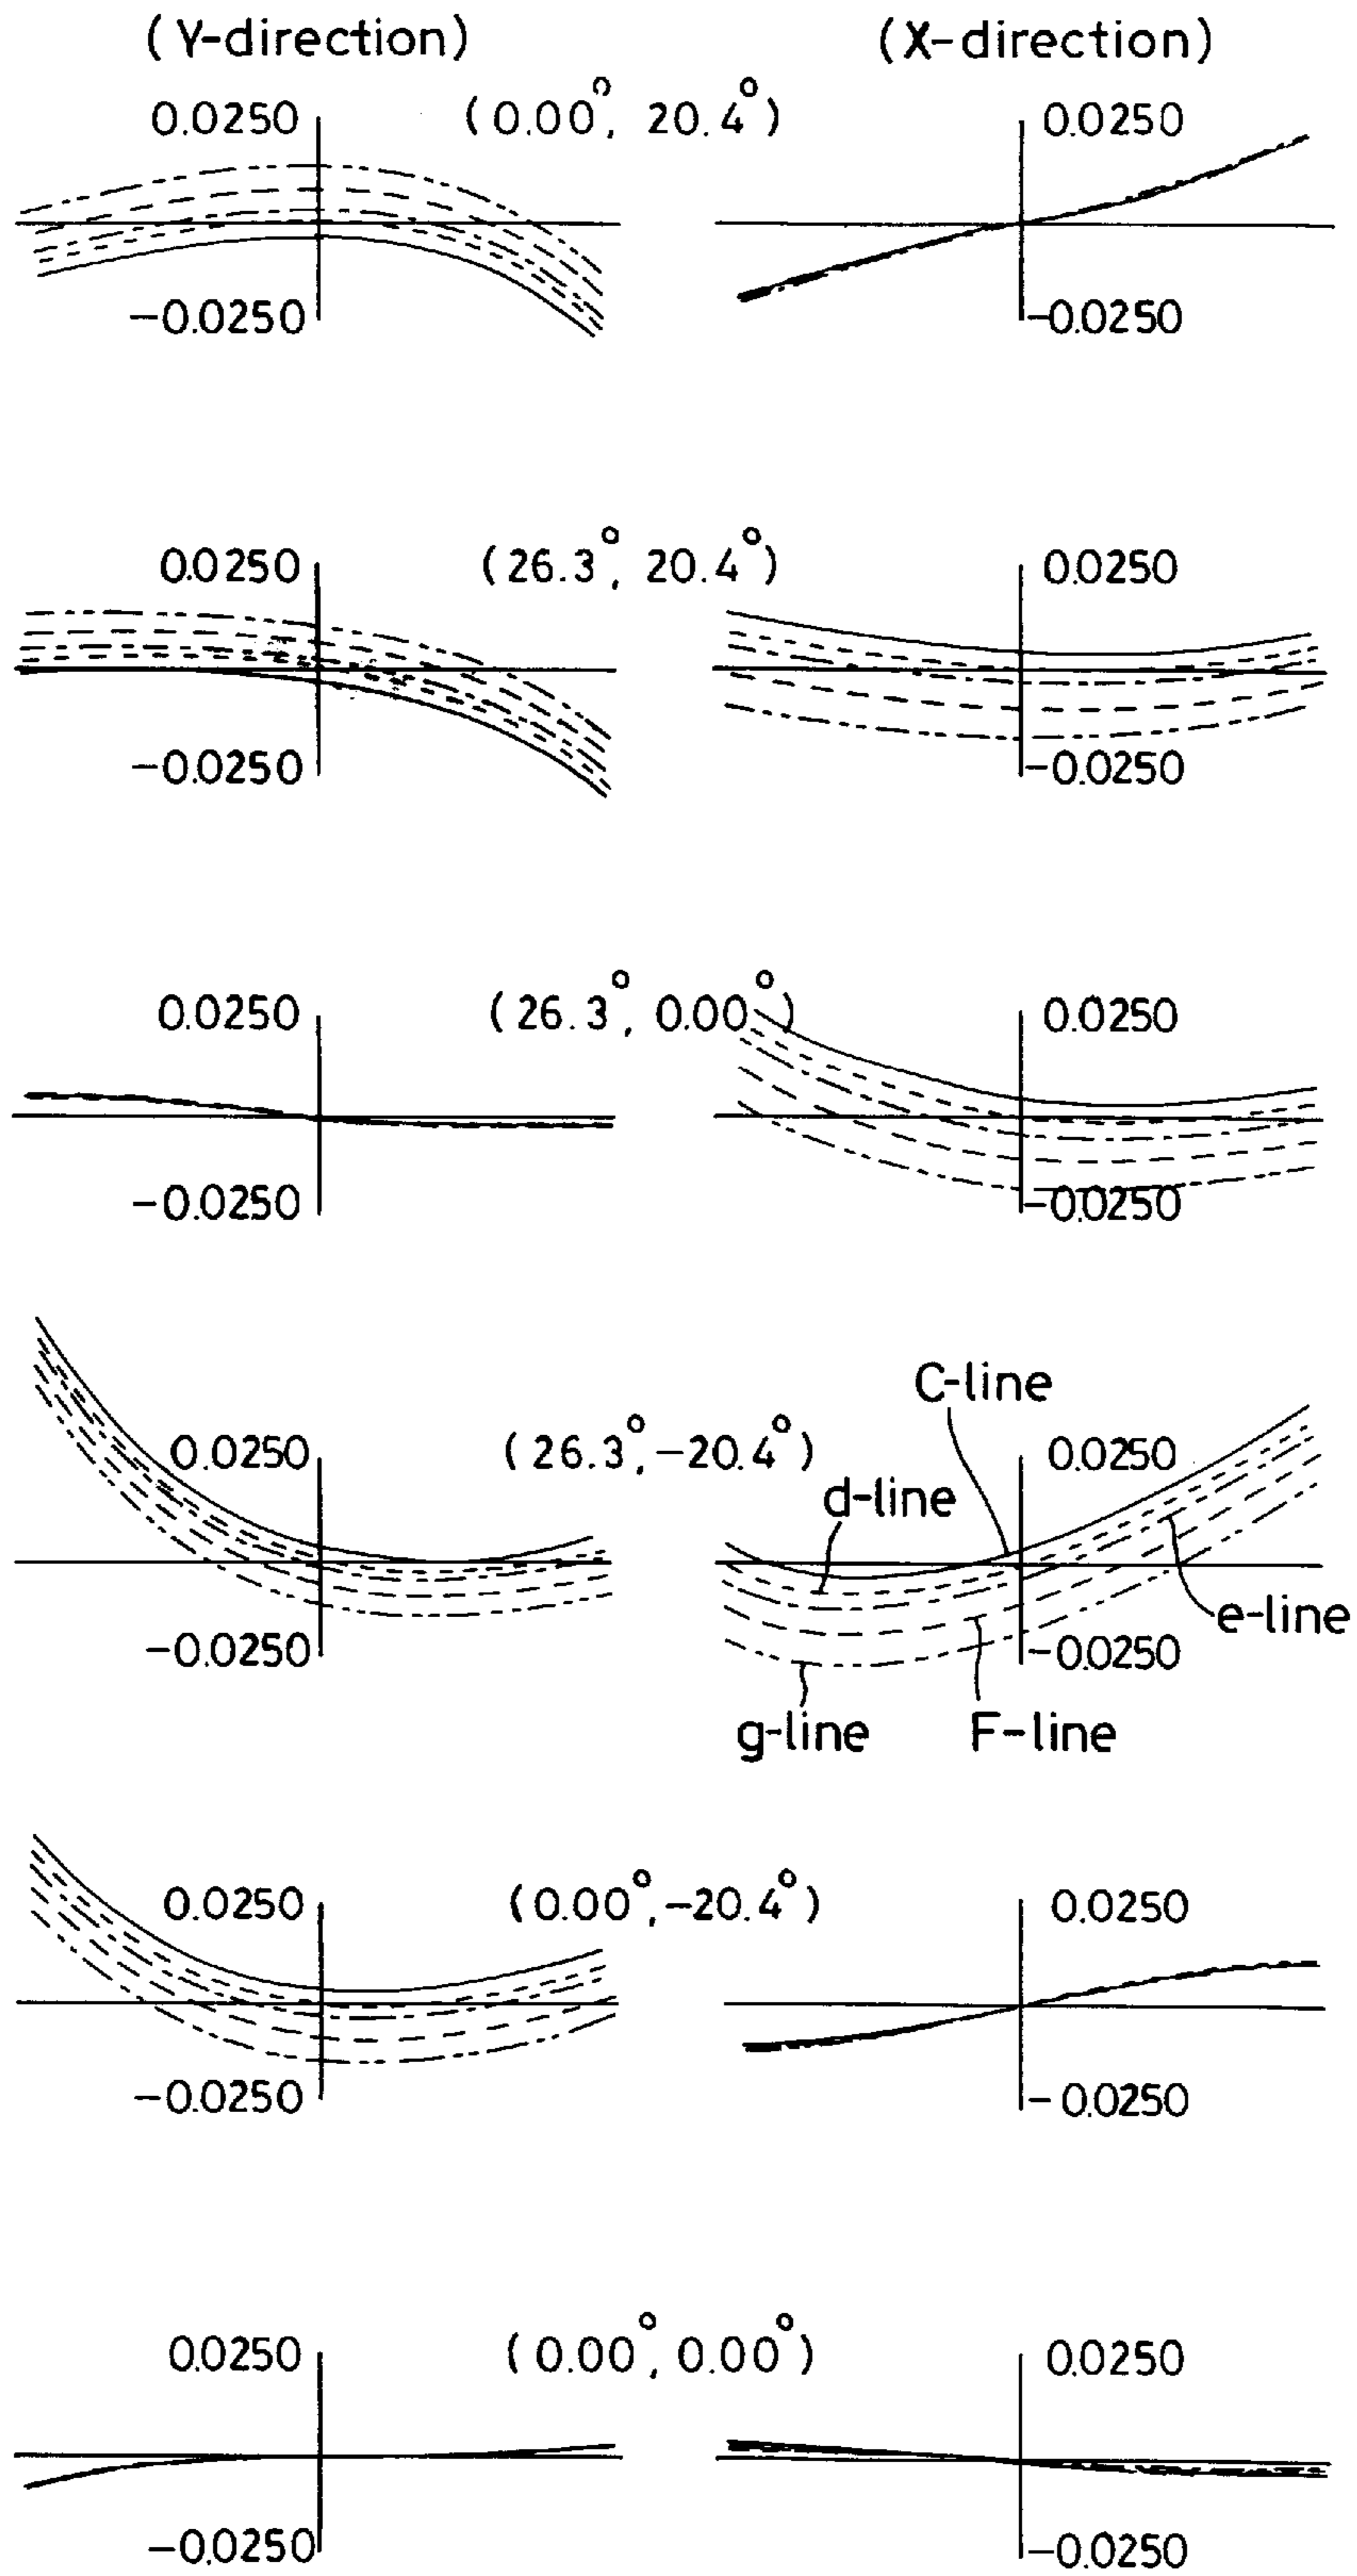 (Y-direction) (X-direction)
0.0250 (0.00°, 20.4°) 0.0250
-0.0250 -0.0250
0.0250 (26.3°, 20.4°) 0.0250
-0.0250 -0.0250
0.0250 (26.3°, 0.00°) 0.0250
-0.0250 -0.0250
C-line
0.0250 (26.3°, -20.4°) 0.0250
d-line
e-line
-0.0250 -0.0250
g-line F-line
0.0250 (0.00°, -20.4°) 0.0250
-0.0250 -0.0250
0.0250 (0.00°, 0.00°) 0.0250
-0.0250 -0.0250